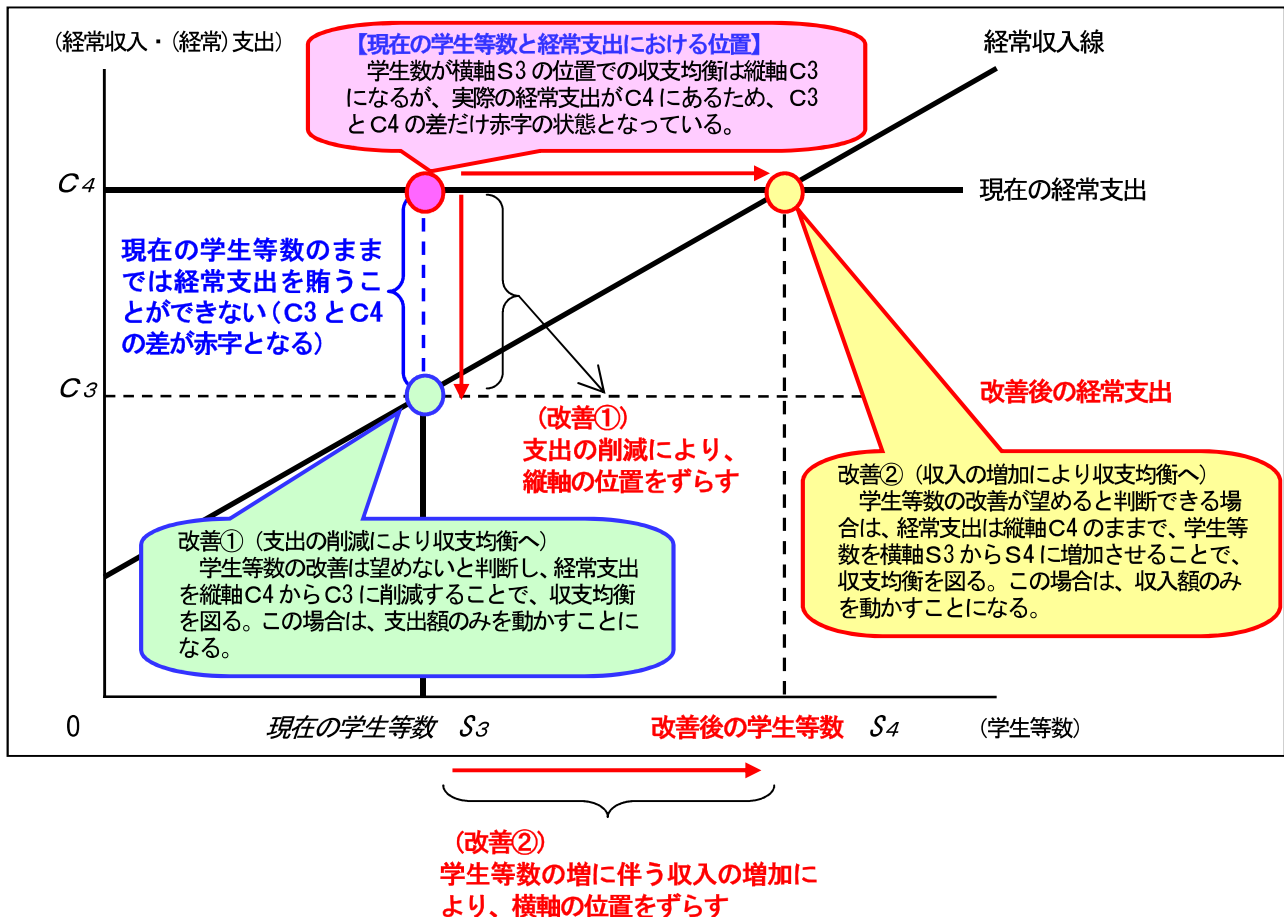 (経常収入・(経常)支出)
【現在の学生等数と経常支出における位置】
学生数が横軸S3の位置での収支均衡は縦軸C3
になるが、実際の経常支出がC4にあるため、C3
とC4の差だけ赤字の状態となっている。
経常収入線
C4
現在の経常支出
現在の学生等数のまま
では経常支出を賄うこ
とができない(C3とC4
の差が赤字となる)
C3
改善後の経常支出
(改善①)
支出の削減により、
縦軸の位置をずらす
改善①(支出の削減により収支均衡へ)
学生等数の改善は望めないと判断し、経常支出
を縦軸C4からC3に削減することで、収支均衡
を図る。この場合は、支出額のみを動かすことに
なる。
改善②(収入の増加により収支均衡へ)
学生等数の改善が望めると判断できる場
合は、経常支出は縦軸C4のままで、学生等
数を横軸S3からS4に増加させることで、
収支均衡を図る。この場合は、収入額のみ
を動かすことになる。
0
現在の学生等数 S3
改善後の学生等数 S4
(学生等数)
(改善②)
学生等数の増に伴う収入の増加に
より、横軸の位置をずらす